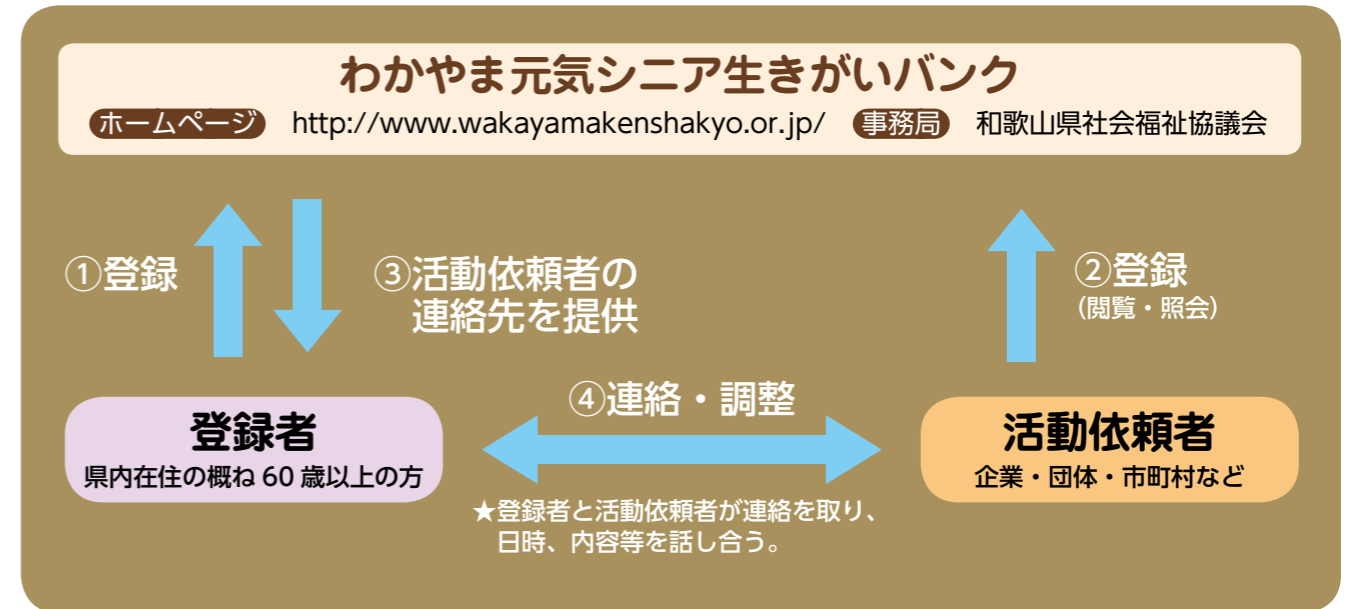 わかやま元気シニア生きがいバンク
ホームページ http://www.wakayamakenshakyo.or.jp/ 事務局 和歌山県社会福祉協議会
①登録
③活動依頼者の
連絡先を提供
②登録
(閲覧・照会)
④連絡・調整
登録者
県内在住の概ね 60 歳以上の方
活動依頼者
企業・団体・市町村など
★登録者と活動依頼者が連絡を取り、
日時、内容等を話し合う。